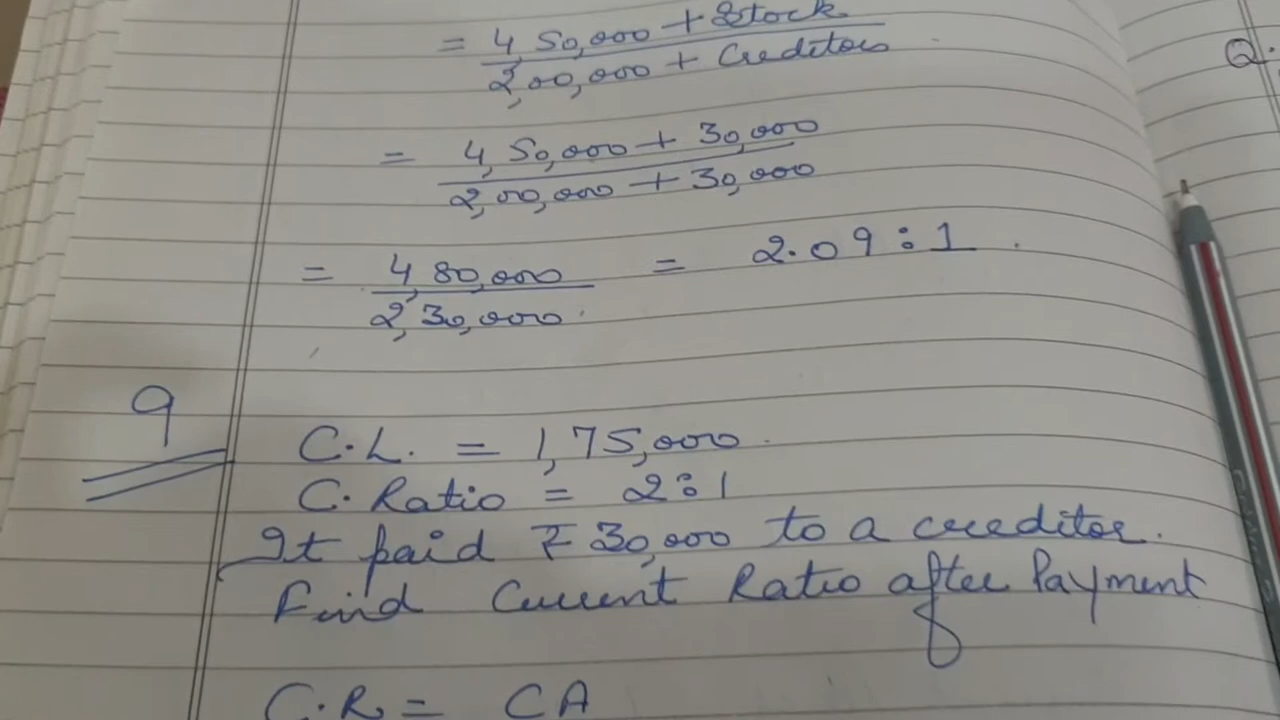 = 4,50,000 + Stock
2,00,000 + Creditors
= 4,50,000 + 30,000
2,00,000 + 30,000
= 4,80,000 = 2.09:1
2,30,000
9
C.L. = 1,75,000
C. Ratio = 2:1
It paid ₹ 30,000 to a creditor.
Find Current Ratio after Payment
C.R = CA
Q.